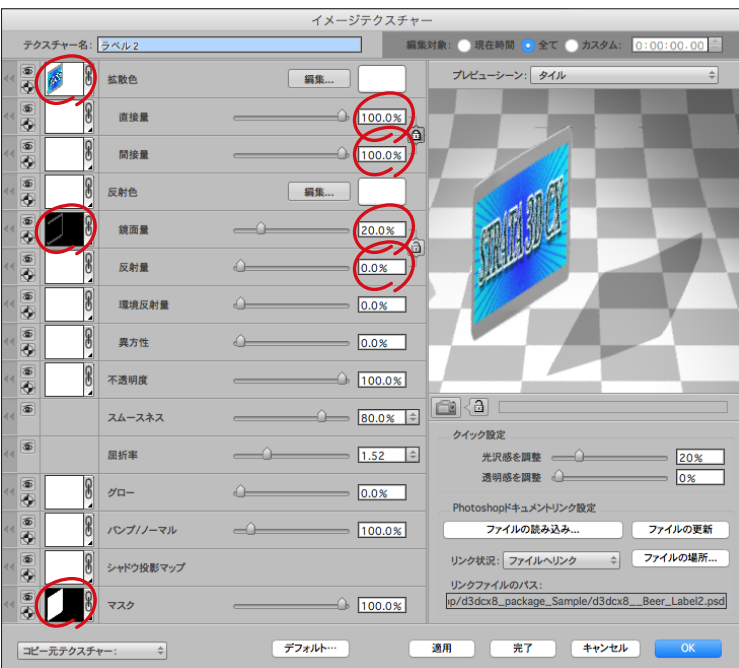 イメージテクスチャー
テクスチャー名: ラベル2
編集対象: 現在時間 全て カスタム: 0:00:00.00
拡散色 編集...
直接量 100.0%
間接量 100.0%
反射色 編集...
鏡面量 20.0%
反射量 0.0%
環境反射量 0.0%
異方性 0.0%
不透明度 100.0%
スムースネス 80.0%
屈折率 1.52
グロー 0.0%
バンプ/ノーマル 100.0%
シャドウ投影マップ
マスク 100.0%
プレビューシーン: タイル
STRATA 3D CX
クイック設定
光沢感を調整 20%
透明感を調整 0%
Photoshopドキュメントリンク設定
ファイルの読み込み... ファイルの更新
リンク状況: ファイルへリンク ファイルの場所...
リンクファイルのパス:
ip/d3dcx8_package_Sample/d3dcx8__Beer_Label2.psd
コピー元テクスチャー: デフォルト… 適用 完了 キャンセル OK